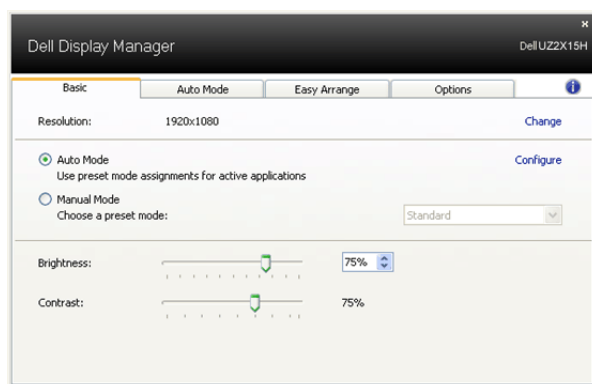 Dell Display Manager
Dell UZ2X15H
Basic Auto Mode Easy Arrange Options
Resolution: 1920x1080 Change
Auto Mode Configure
Use preset mode assignments for active applications
Manual Mode
Choose a preset mode: Standard
Brightness: 75%
Contrast: 75%